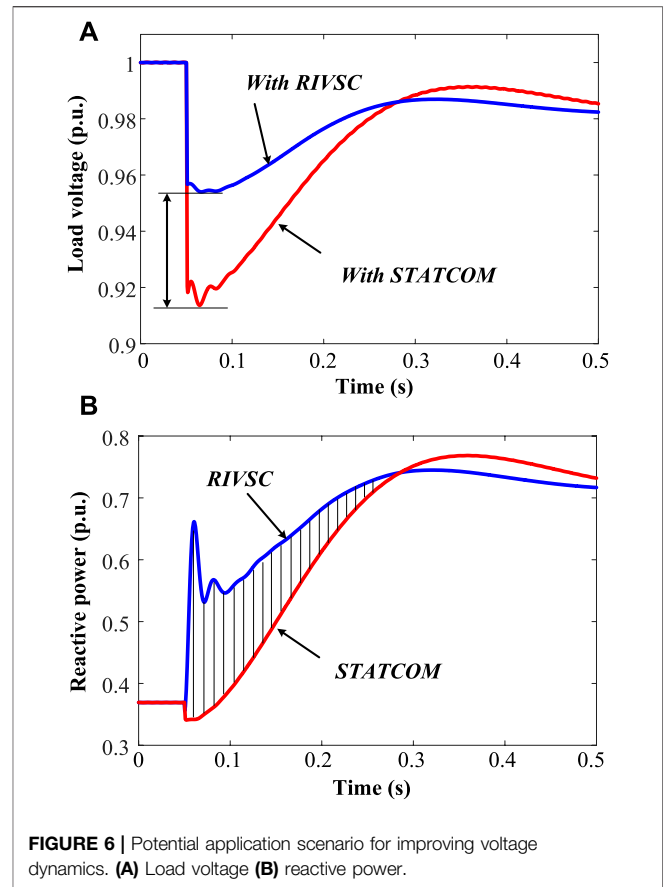 A
1
0.98
0.96
0.94
0.92
0.9
Load voltage (p.u.)
With RIVSC
With STATCOM
0
0.1
0.2
0.3
0.4
0.5
Time (s)
B
0.8
0.7
0.6
0.5
0.4
0.3
Reactive power (p.u.)
RIVSC
STATCOM
0
0.1
0.2
0.3
0.4
0.5
Time (s)
FIGURE 6 | Potential application scenario for improving voltage
dynamics. (A) Load voltage (B) reactive power.